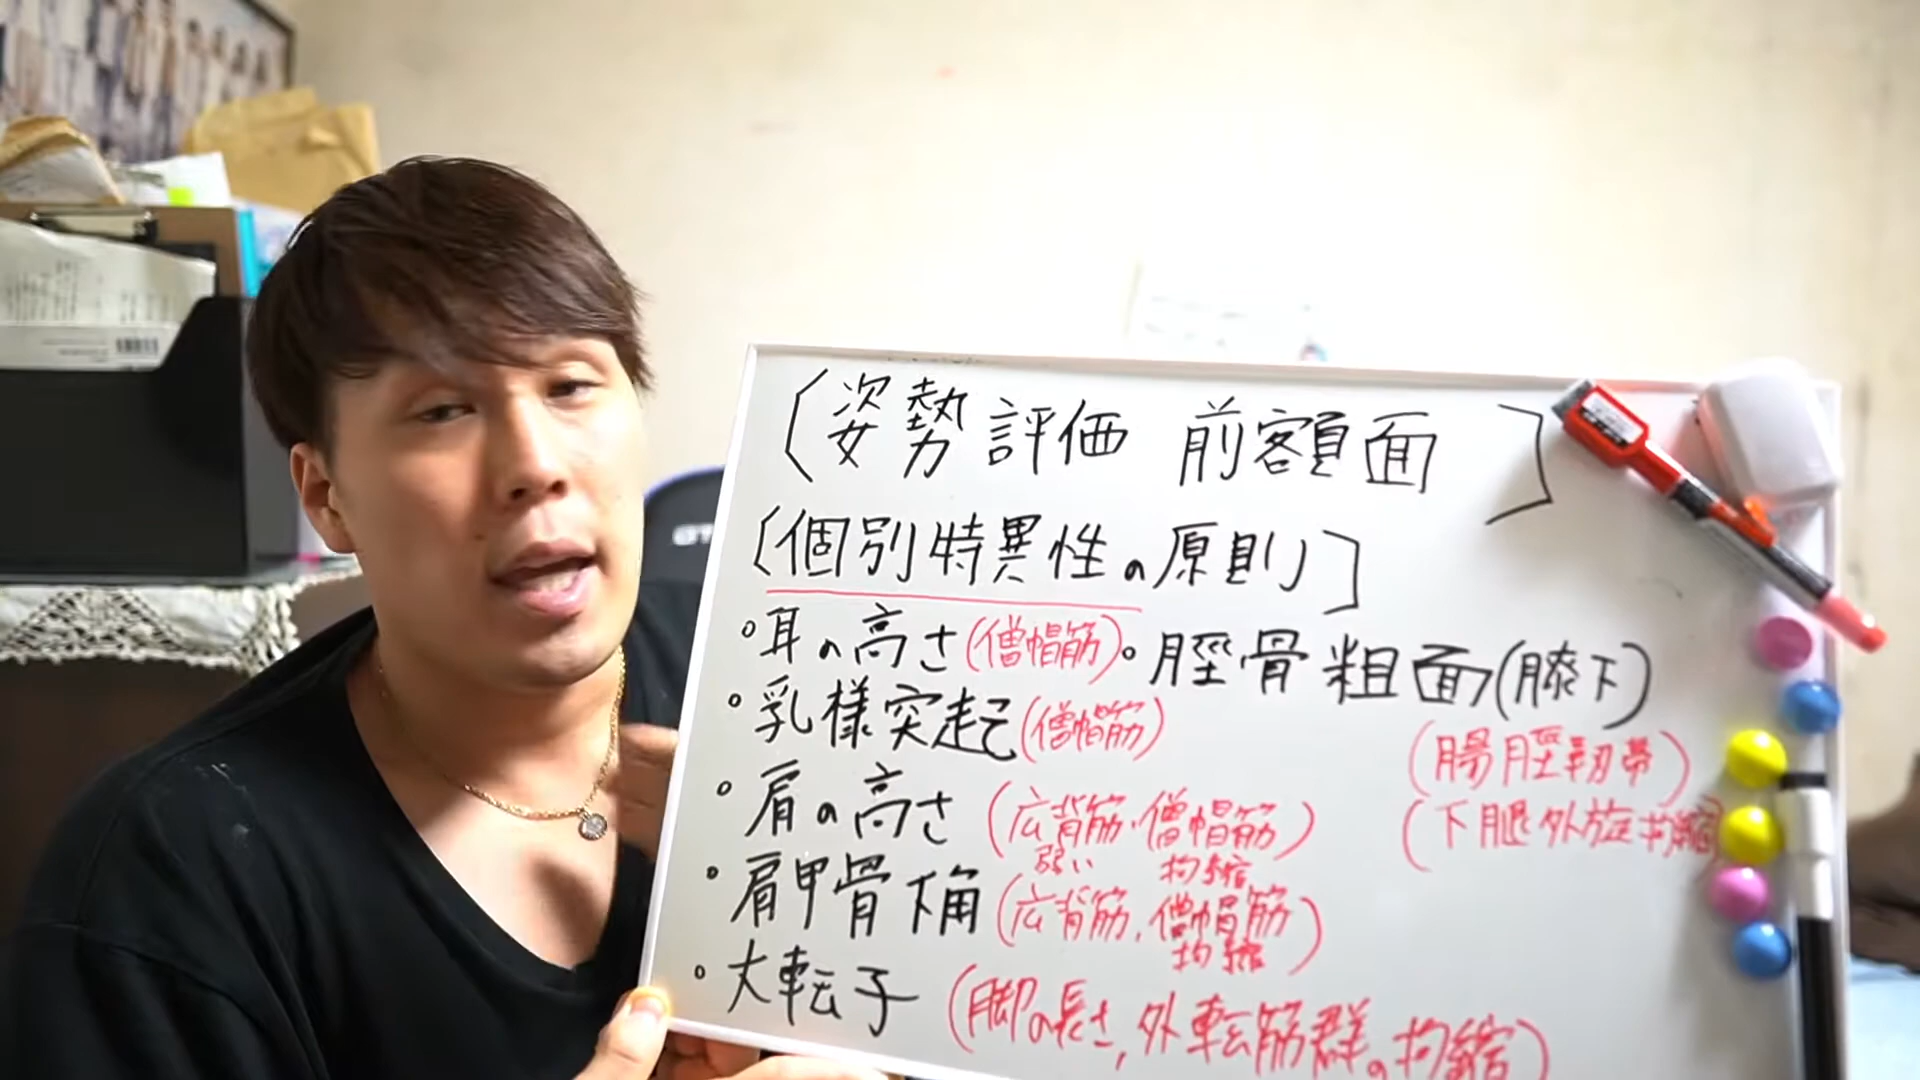 〔姿勢評価 前額面〕
〔個別特異性の原則〕
○耳の高さ(僧帽筋)
○乳様突起(僧帽筋)
○肩の高さ(広背筋・僧帽筋)
弱い 拘縮
○肩甲骨下角(広背筋,僧帽筋)
拘縮
○大転子(脚の長さ,外転筋群の拘縮)
○脛骨粗面(膝下)
(腸脛靭帯)
(下腿外旋拘縮)